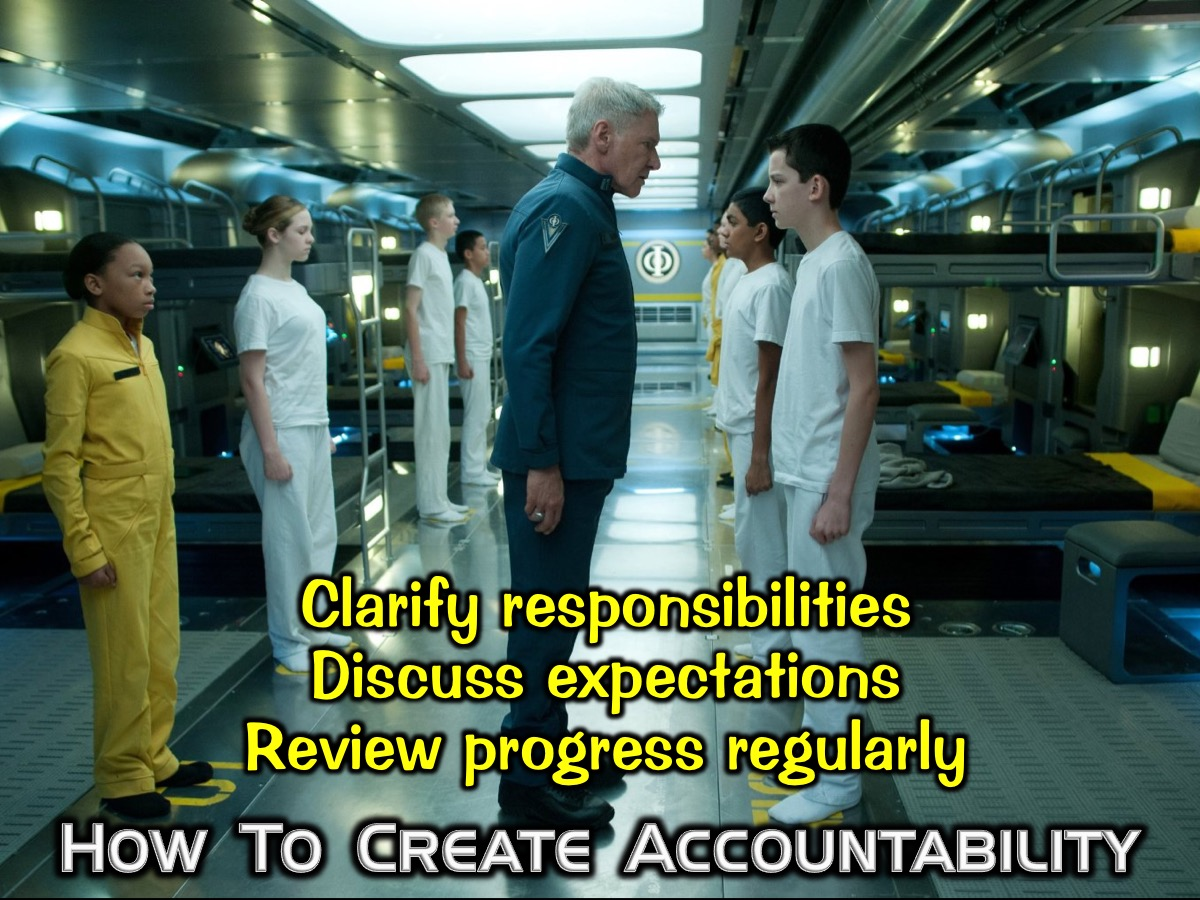 Clarify responsibilities
Discuss expectations
Review progress regularly
How To Create Accountability